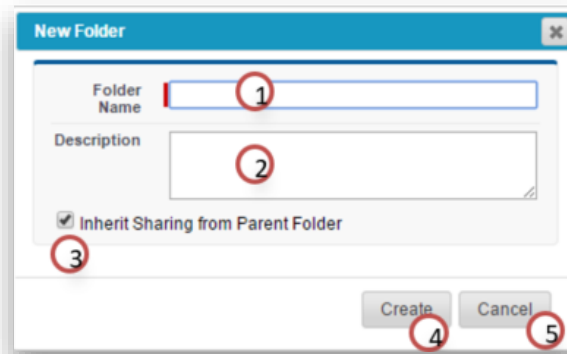 New Folder
Folder
Name
1
Description
2
Inherit Sharing from Parent Folder
3
Create
Cancel
4
5